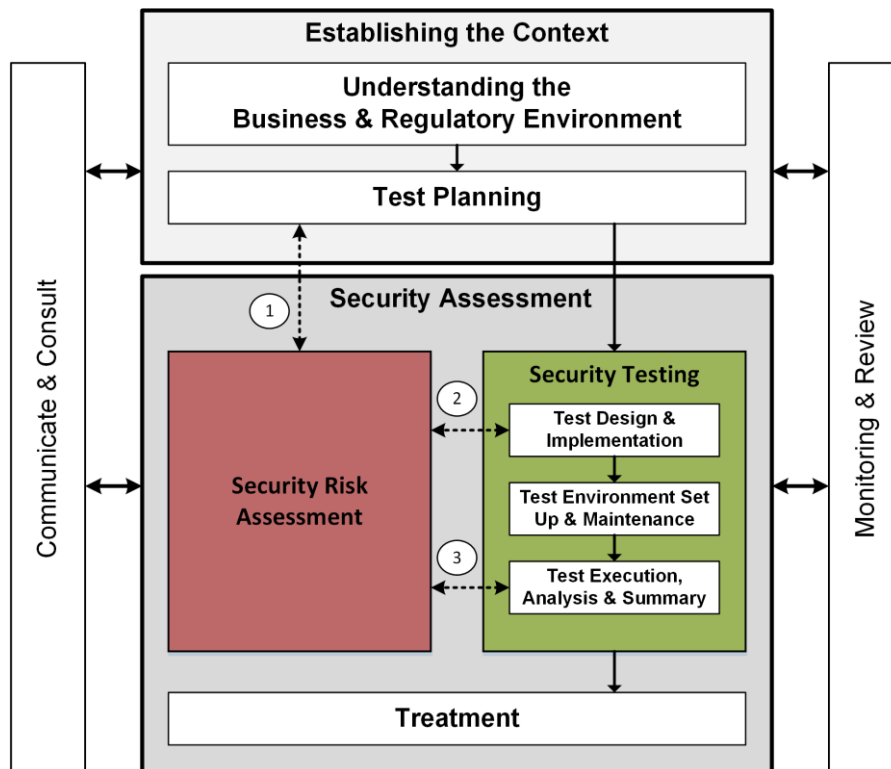 Establishing the Context
Understanding the
Business & Regulatory Environment
Test Planning
Communicate & Consult
Monitoring & Review
1
Security Assessment
Security Risk
Assessment
2
3
Security Testing
Test Design &
Implementation
Test Environment Set
Up & Maintenance
Test Execution,
Analysis & Summary
Treatment